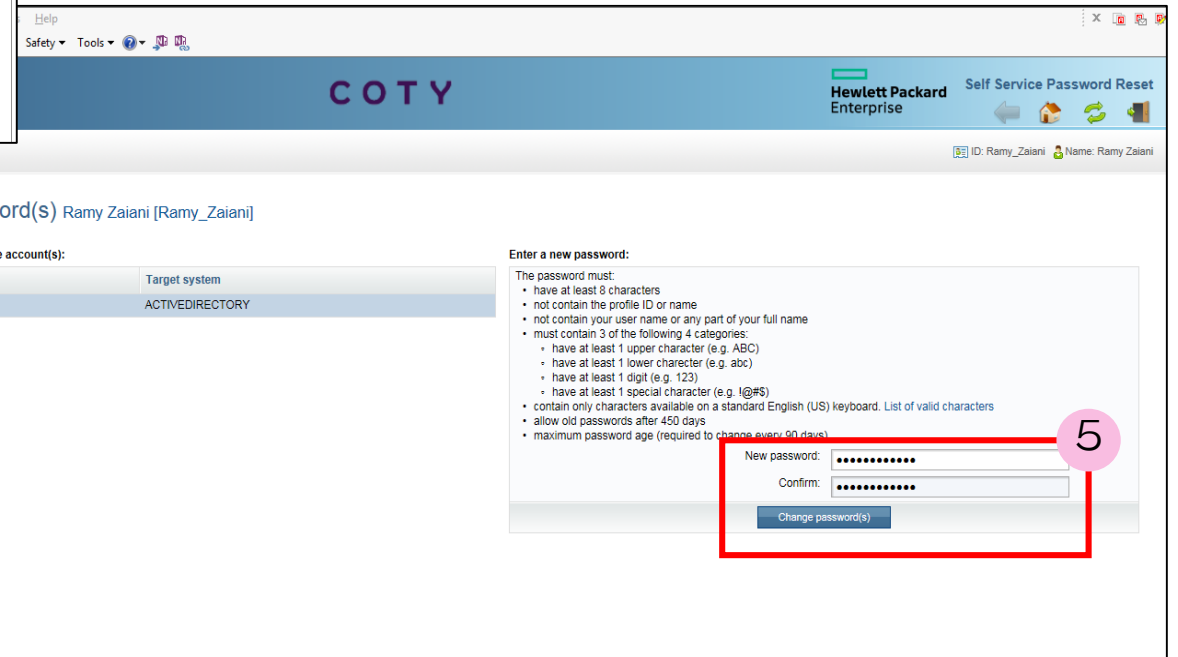 Help
Safety Tools
COTY
Hewlett Packard
Enterprise
Self Service Password Reset
ID: Ramy_Zaiani Name: Ramy Zaiani
ord(s) Ramy Zaiani [Ramy_Zaiani]
account(s):
Target system
ACTIVEDIRECTORY
Enter a new password:
The password must:
• have at least 8 characters
• not contain the profile ID or name
• not contain your user name or any part of your full name
• must contain 3 of the following 4 categories:
◦ have at least 1 upper character (e.g. ABC)
◦ have at least 1 lower charecter (e.g. abc)
◦ have at least 1 digit (e.g. 123)
◦ have at least 1 special character (e.g. !@#$)
• contain only characters available on a standard English (US) keyboard. List of valid characters
• allow old passwords after 450 days
• maximum password age (required to change every 90 days)
5
New password: ••••••••••••
Confirm: ••••••••••••
Change password(s)